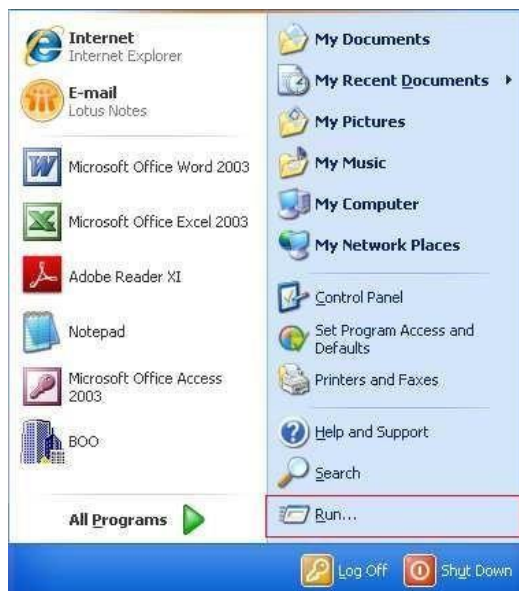 Internet
Internet Explorer
E-mail
Lotus Notes
Microsoft Office Word 2003
Microsoft Office Excel 2003
Adobe Reader XI
Notepad
Microsoft Office Access
2003
BOO
All Programs
My Documents
My Recent Documents
My Pictures
My Music
My Computer
My Network Places
Control Panel
Set Program Access and
Defaults
Printers and Faxes
Help and Support
Search
Run...
Log Off
Shut Down